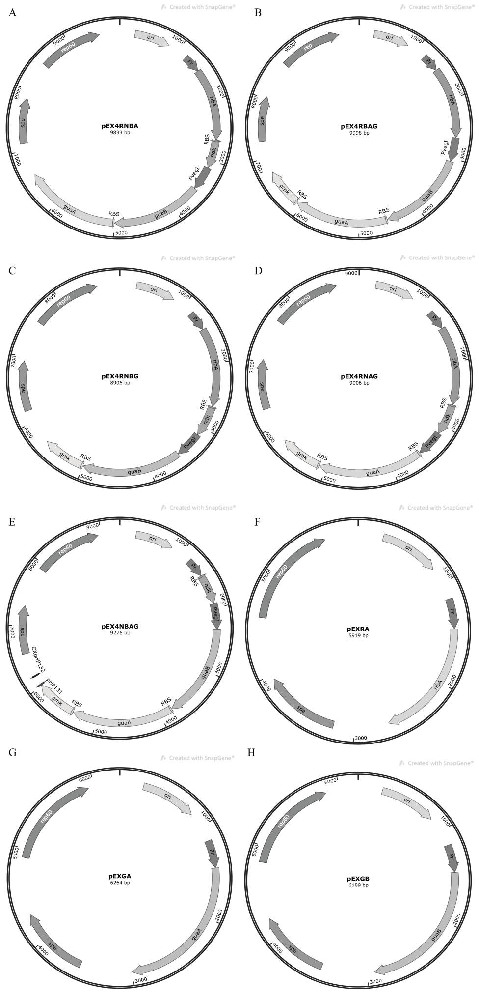 Created with SnapGene®
A
9000
rep60
ori
1000
Pr
8000
2000
ribA
spe
pEX4RNBA
9833 bp
RBS
ndk
7000
3000
PvegI
guaA
guaB
6000
RBS
4000
5000
Created with SnapGene®
B
9000
rep
ori
1000
Pr
8000
2000
ribA
spe
pEX4RBAG
9998 bp
PvegI
7000
3000
gmk
RBS
guaB
RBS
6000
guaA
4000
5000
Created with SnapGene®
C
8000
rep60
ori
1000
Pr
7000
2000
ribA
spe
pEX4RNBG
8906 bp
RBS
ndk
6000
3000
PvegI
gmk
RBS
guaB
5000
4000
Created with SnapGene®
D
9000
8000
rep60
ori
1000
Pr
7000
2000
ribA
spe
pEX4RNAG
9006 bp
RBS
ndk
6000
3000
PvegI
RBS
gmk
RBS
guaA
5000
4000
Created with SnapGene®
E
9000
rep60
ori
1000
8000
Pr
RBS
ndk
2000
PvegI
7000
spe
pEX4NBAG
9276 bp
CXpHP132
pHP131
3000
guaB
6000
gmk
RBS
RBS
guaA
4000
5000
Created with SnapGene®
F
rep60
ori
5000
1000
Pr
pEXRA
5919 bp
4000
2000
ribA
spe
3000
Created with SnapGene®
G
6000
rep60
ori
1000
5000
Pr
pEXGA
6264 bp
2000
guaA
spe
4000
3000
Created with SnapGene®
H
6000
rep60
ori
1000
5000
Pr
pEXGB
6189 bp
2000
guaB
spe
4000
3000